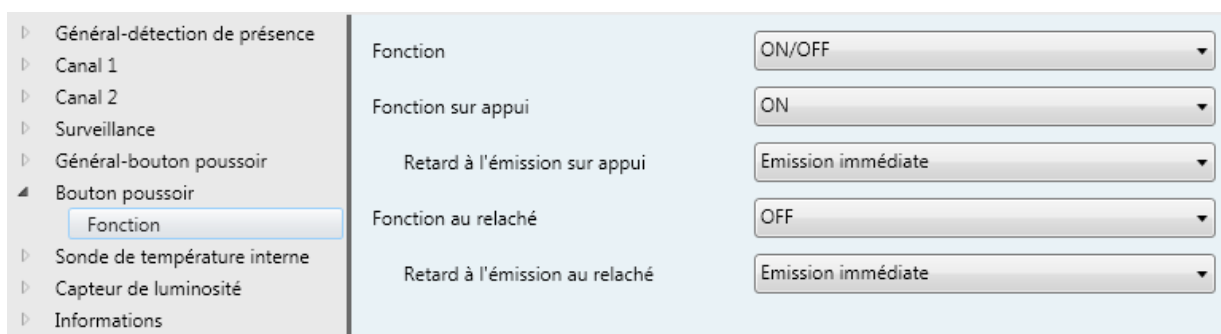 Général-détection de présence
Canal 1
Canal 2
Surveillance
Général-bouton poussoir
Bouton poussoir
Fonction
Sonde de température interne
Capteur de luminosité
Informations
Fonction
ON/OFF
Fonction sur appui
ON
Retard à l'émission sur appui
Emission immédiate
Fonction au relaché
OFF
Retard à l'émission au relaché
Emission immédiate